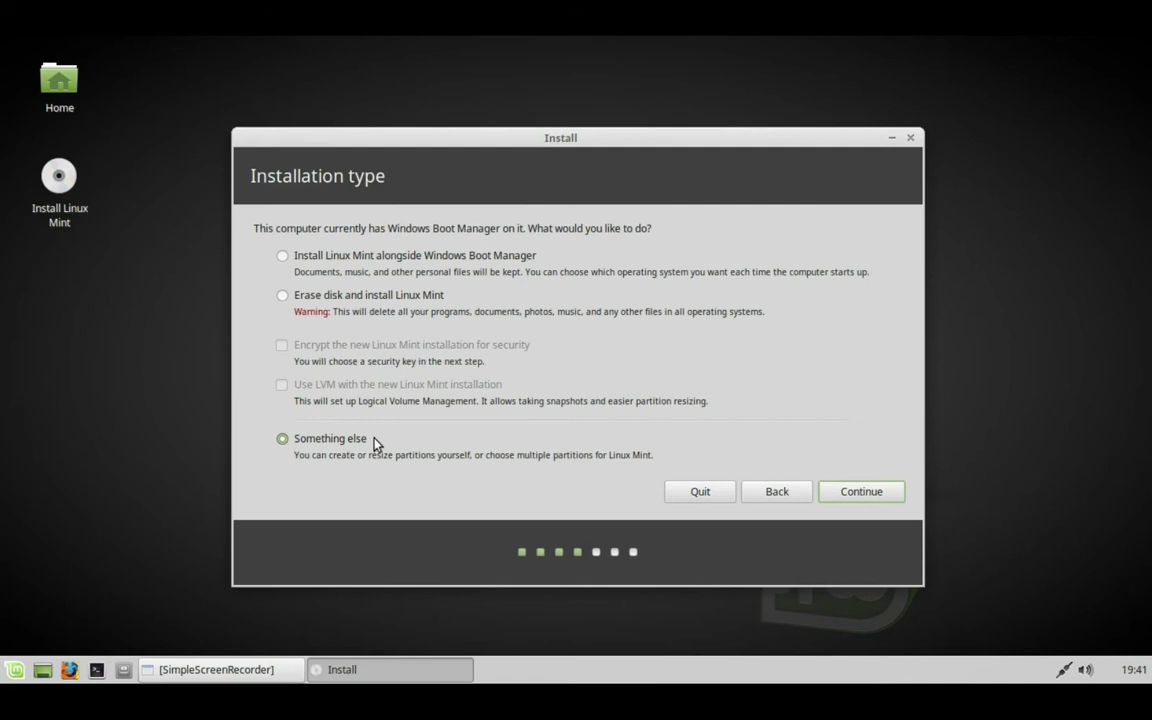 Home
Install Linux
Mint
Install
Installation type
This computer currently has Windows Boot Manager on it. What would you like to do?
Install Linux Mint alongside Windows Boot Manager
Documents, music, and other personal files will be kept. You can choose which operating system you want each time the computer starts up.
Erase disk and install Linux Mint
Warning: This will delete all your programs, documents, photos, music, and any other files in all operating systems.
Encrypt the new Linux Mint installation for security
You will choose a security key in the next step.
Use LVM with the new Linux Mint installation
This will set up Logical Volume Management. It allows taking snapshots and easier partition resizing.
Something else
You can create or resize partitions yourself, or choose multiple partitions for Linux Mint.
Quit
Back
Continue
[SimpleScreenRecorder]
Install
19:41